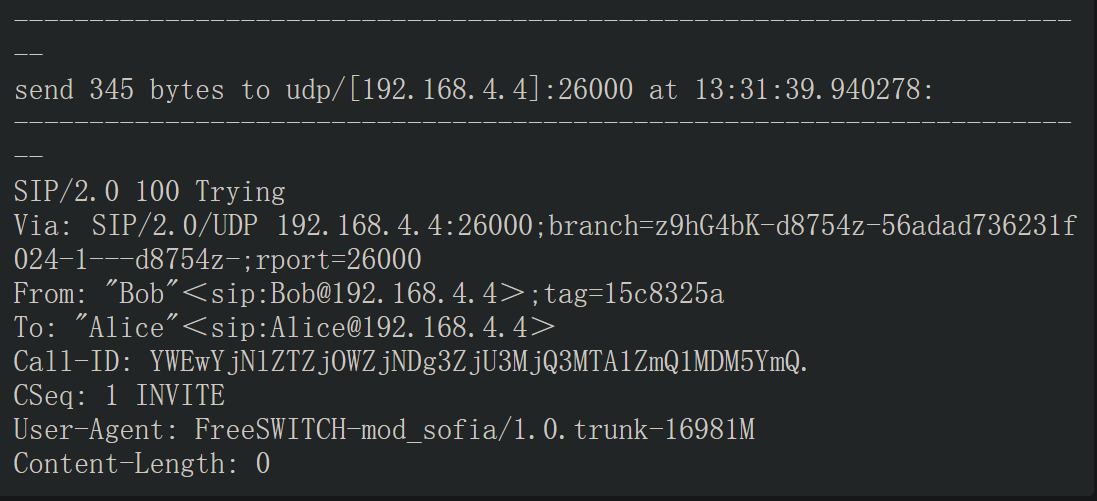 ------------------------------------------------------------------------
--
send 345 bytes to udp/[192.168.4.4]:26000 at 13:31:39.940278:
------------------------------------------------------------------------
--
SIP/2.0 100 Trying
Via: SIP/2.0/UDP 192.168.4.4:26000;branch=z9hG4bK-d8754z-56adad736231f
024-1---d8754z-;rport=26000
From: "Bob"<sip:Bob@192.168.4.4>;tag=15c8325a
To: "Alice"<sip:Alice@192.168.4.4>
Call-ID: YWEwYjNlZTZjOWZjNDg3ZjU3MjQ3MTA1ZmQ1MDM5YmQ.
CSeq: 1 INVITE
User-Agent: FreeSWITCH-mod_sofia/1.0.trunk-16981M
Content-Length: 0